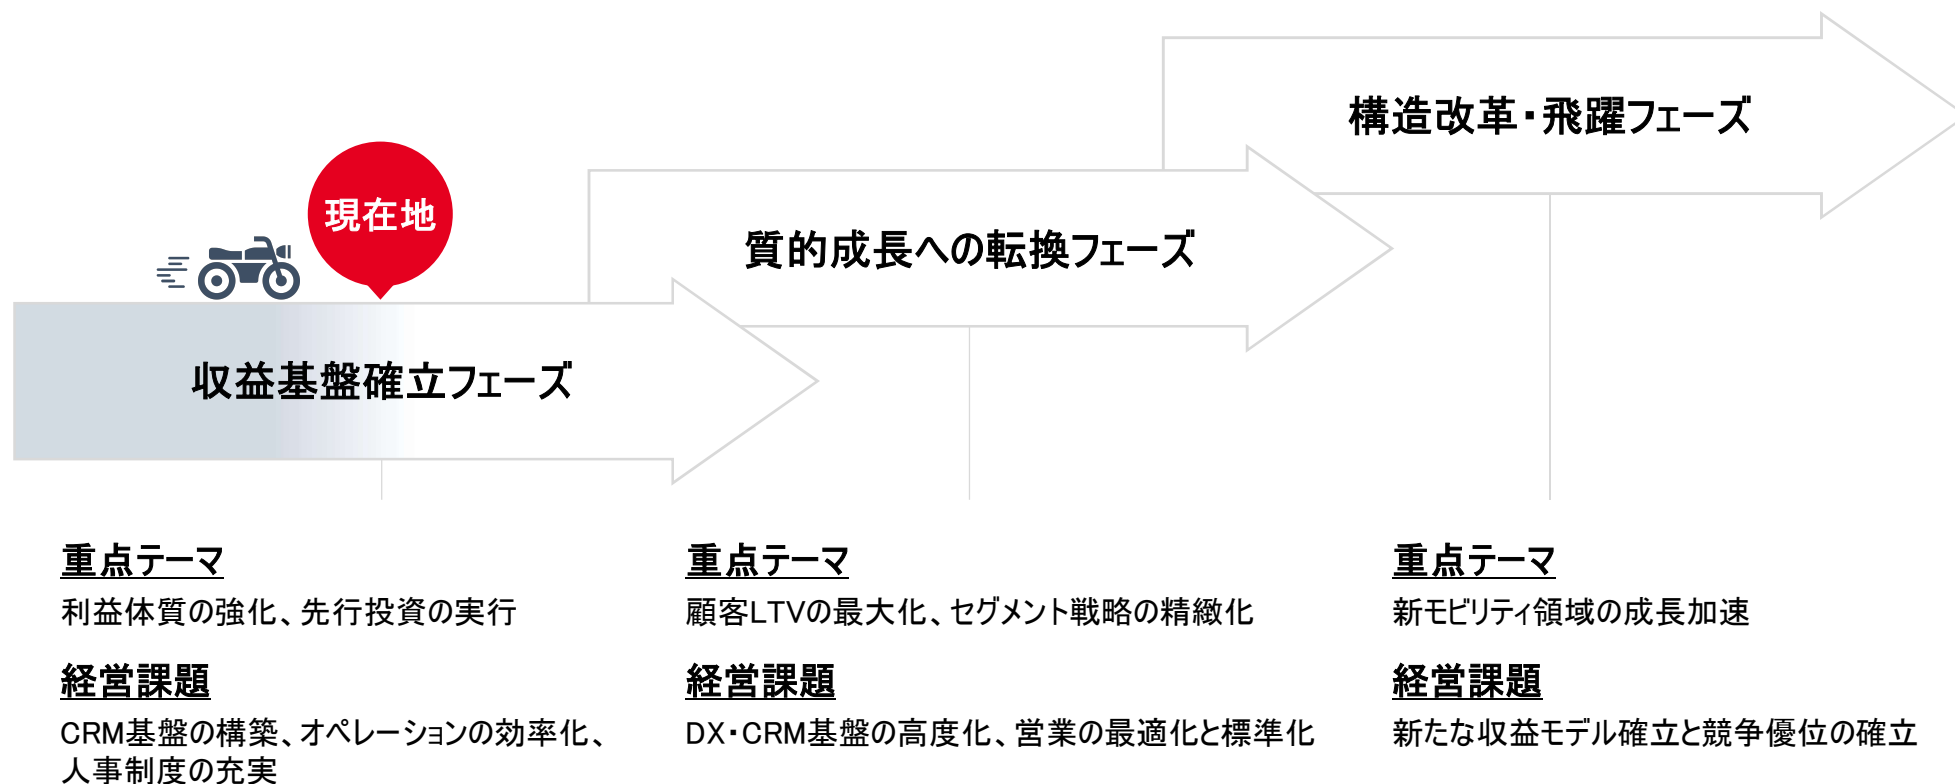 構造改革・飛躍フェーズ
現在地
質的成長への転換フェーズ
収益基盤確立フェーズ
重点テーマ
利益体質の強化、先行投資の実行
経営課題
CRM基盤の構築、オペレーションの効率化、
人事制度の充実
重点テーマ
顧客LTVの最大化、セグメント戦略の精緻化
経営課題
DX・CRM基盤の高度化、営業の最適化と標準化
重点テーマ
新モビリティ領域の成長加速
経営課題
新たな収益モデル確立と競争優位の確立